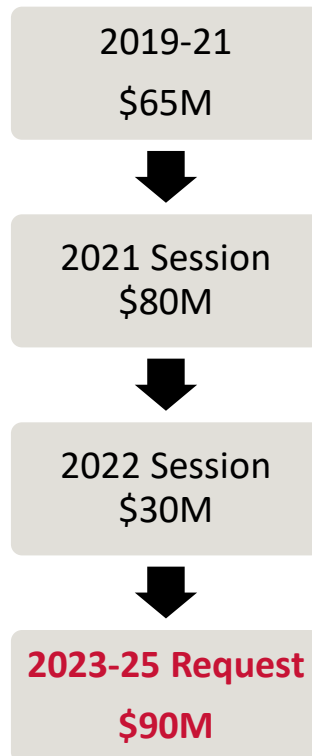 2019-21
$65M
2021 Session
$80M
2022 Session
$30M
2023-25 Request
$90M